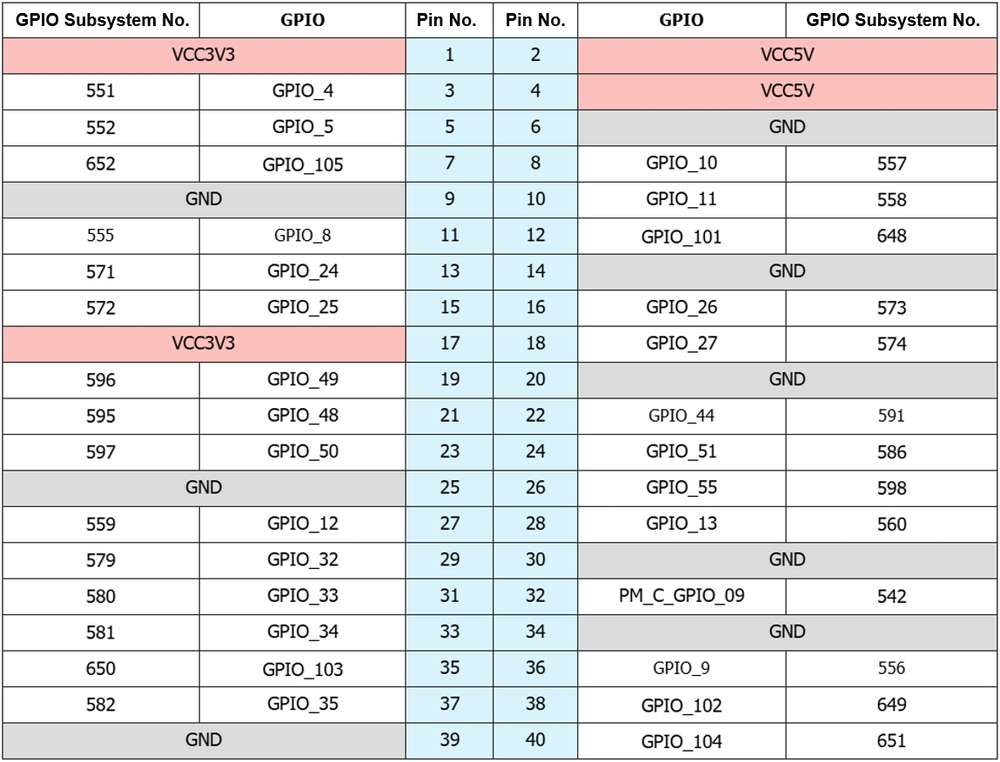 GPIO Subsystem No. GPIO Pin No. Pin No. GPIO GPIO Subsystem No.
VCC3V3 1 2 VCC5V
551 GPIO_4 3 4 VCC5V
552 GPIO_5 5 6 GND
652 GPIO_105 7 8 GPIO_10 557
GND 9 10 GPIO_11 558
555 GPIO_8 11 12 GPIO_101 648
571 GPIO_24 13 14 GND
572 GPIO_25 15 16 GPIO_26 573
VCC3V3 17 18 GPIO_27 574
596 GPIO_49 19 20 GND
595 GPIO_48 21 22 GPIO_44 591
597 GPIO_50 23 24 GPIO_51 586
GND 25 26 GPIO_55 598
559 GPIO_12 27 28 GPIO_13 560
579 GPIO_32 29 30 GND
580 GPIO_33 31 32 PM_C_GPIO_09 542
581 GPIO_34 33 34 GND
650 GPIO_103 35 36 GPIO_9 556
582 GPIO_35 37 38 GPIO_102 649
GND 39 40 GPIO_104 651